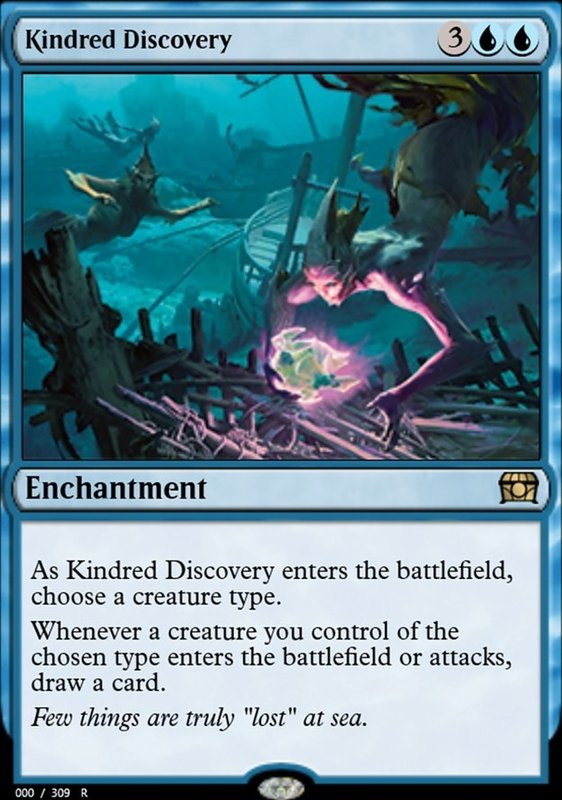 Kindred Discovery 3
Enchantment
As Kindred Discovery enters the battlefield,
choose a creature type.
Whenever a creature you control of the
chosen type enters the battlefield or attacks,
draw a card.
Few things are truly "lost" at sea.
000 / 309 R